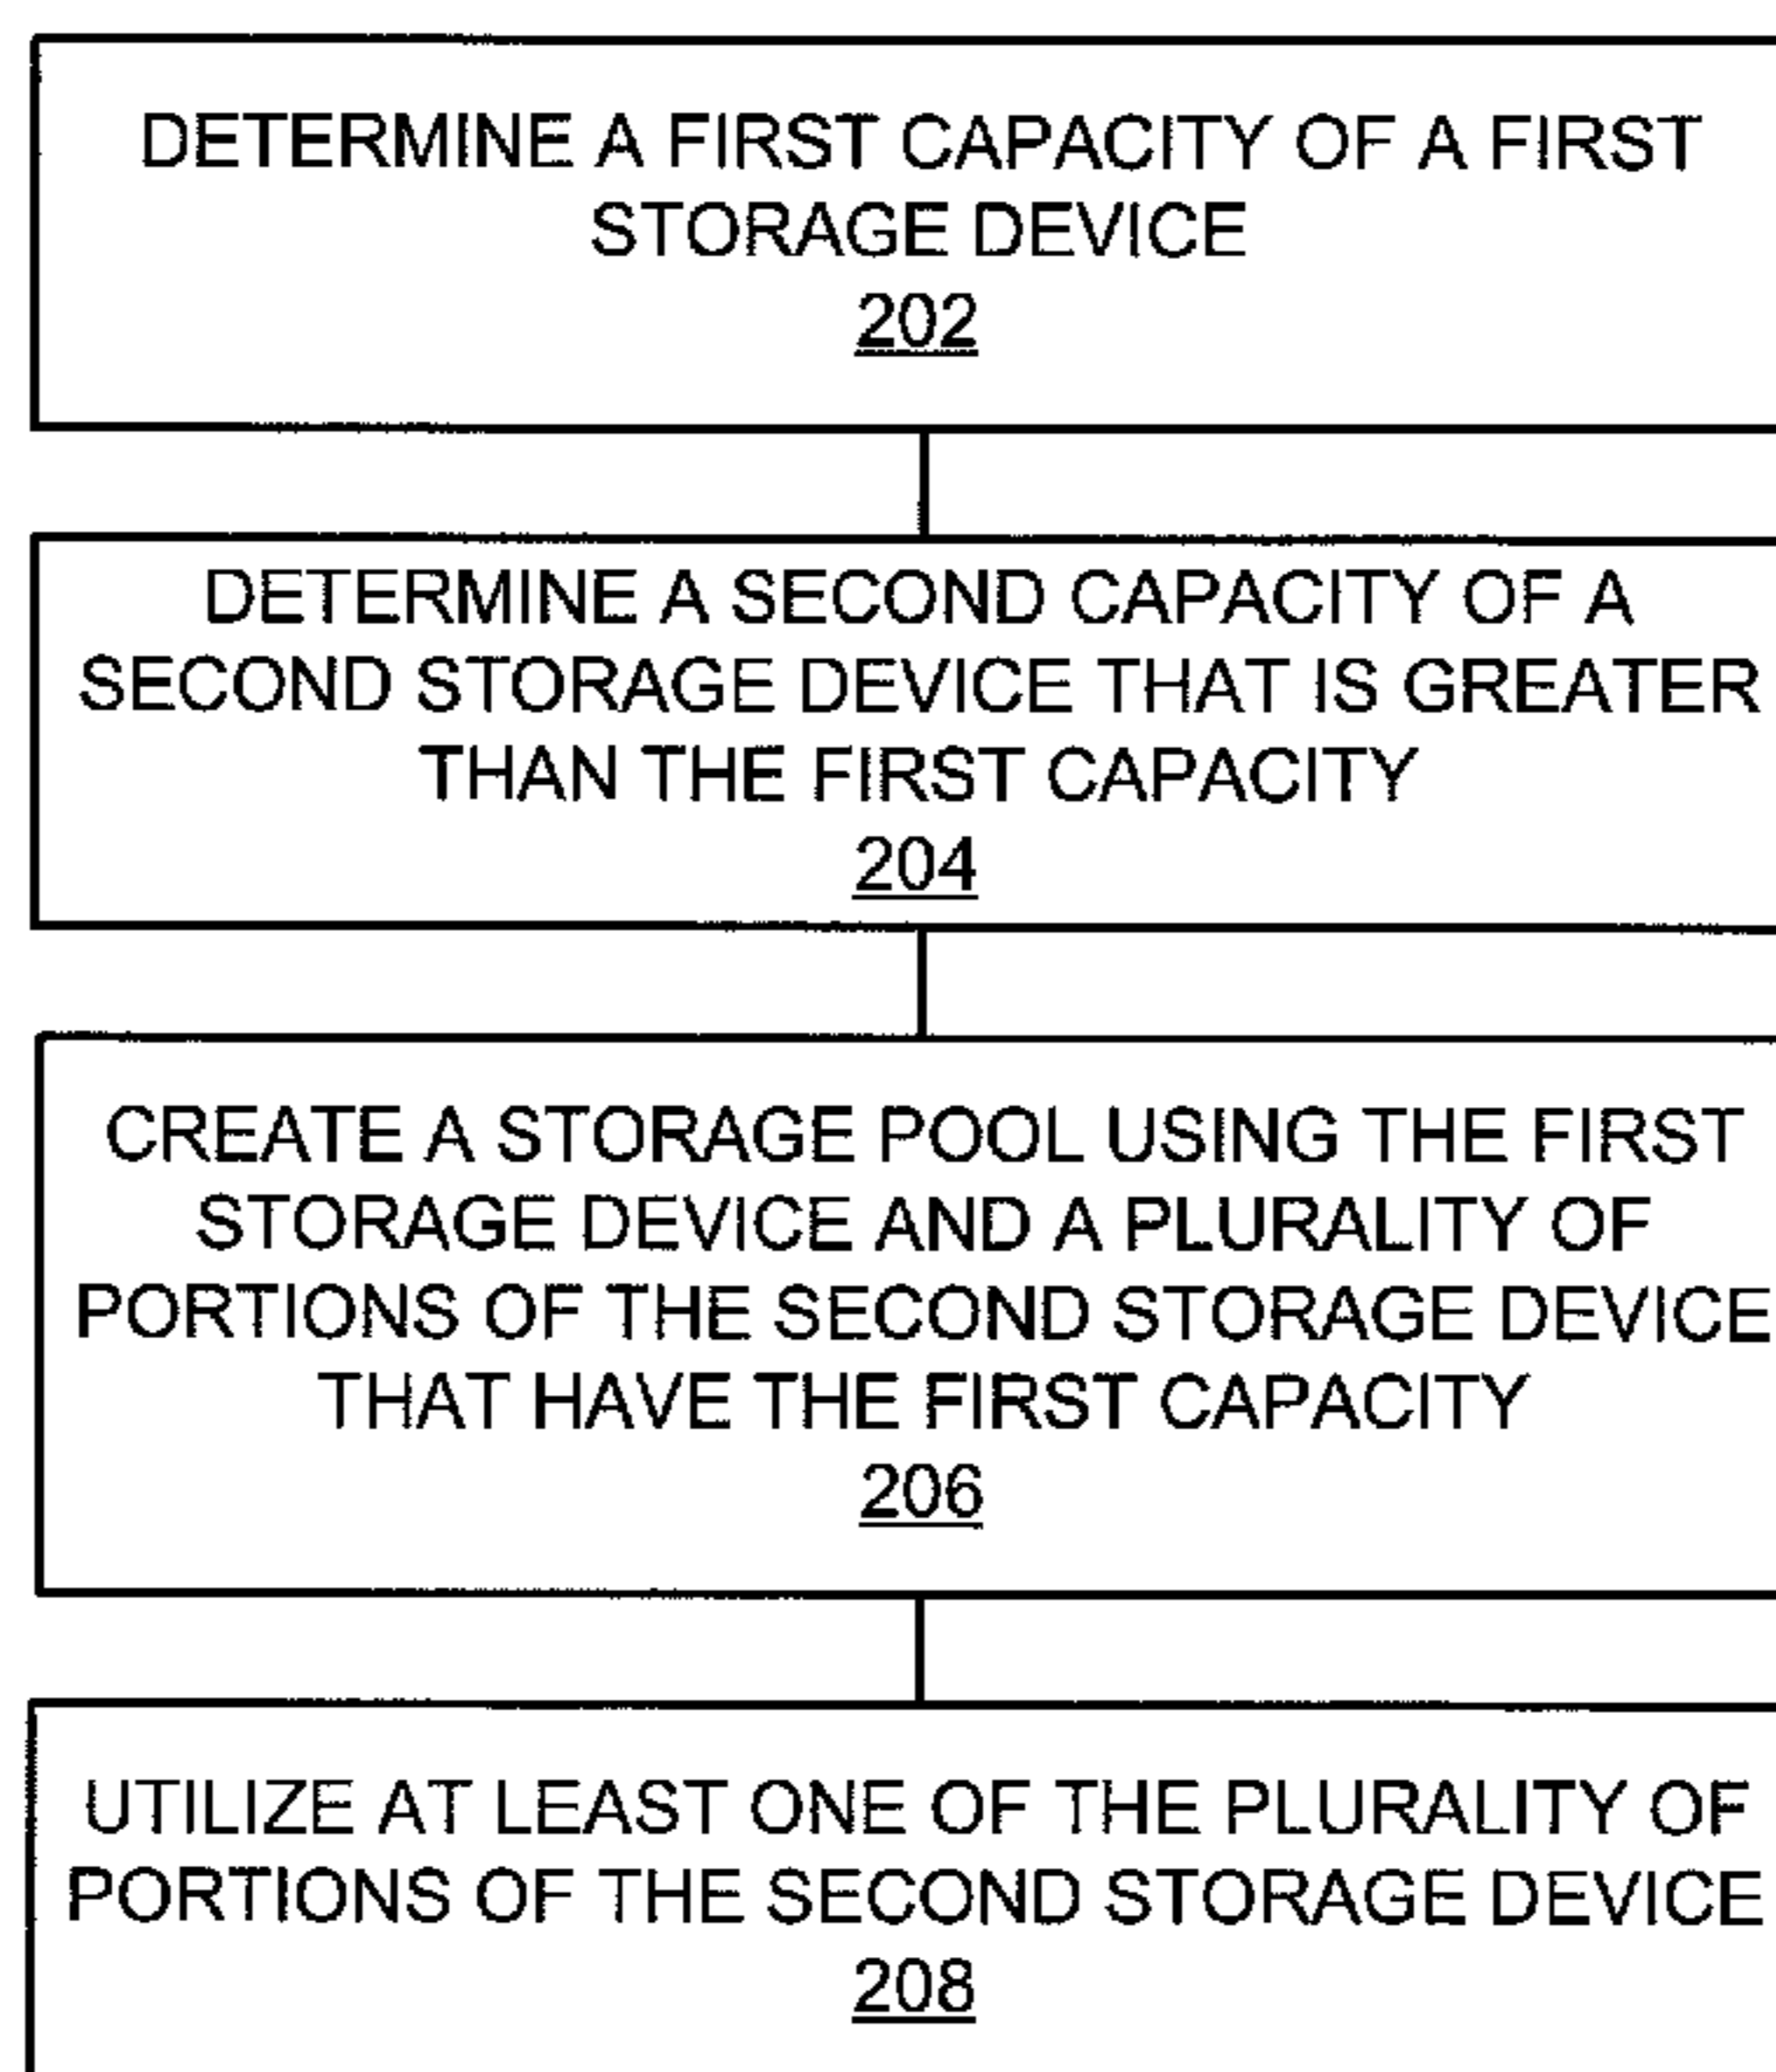 DETERMINE A FIRST CAPACITY OF A FIRST
STORAGE DEVICE
202
DETERMINE A SECOND CAPACITY OF A
SECOND STORAGE DEVICE THAT IS GREATER
THAN THE FIRST CAPACITY
204
CREATE A STORAGE POOL USING THE FIRST
STORAGE DEVICE AND A PLURALITY OF
PORTIONS OF THE SECOND STORAGE DEVICE
THAT HAVE THE FIRST CAPACITY
206
UTILIZE AT LEAST ONE OF THE PLURALITY OF
PORTIONS OF THE SECOND STORAGE DEVICE
208